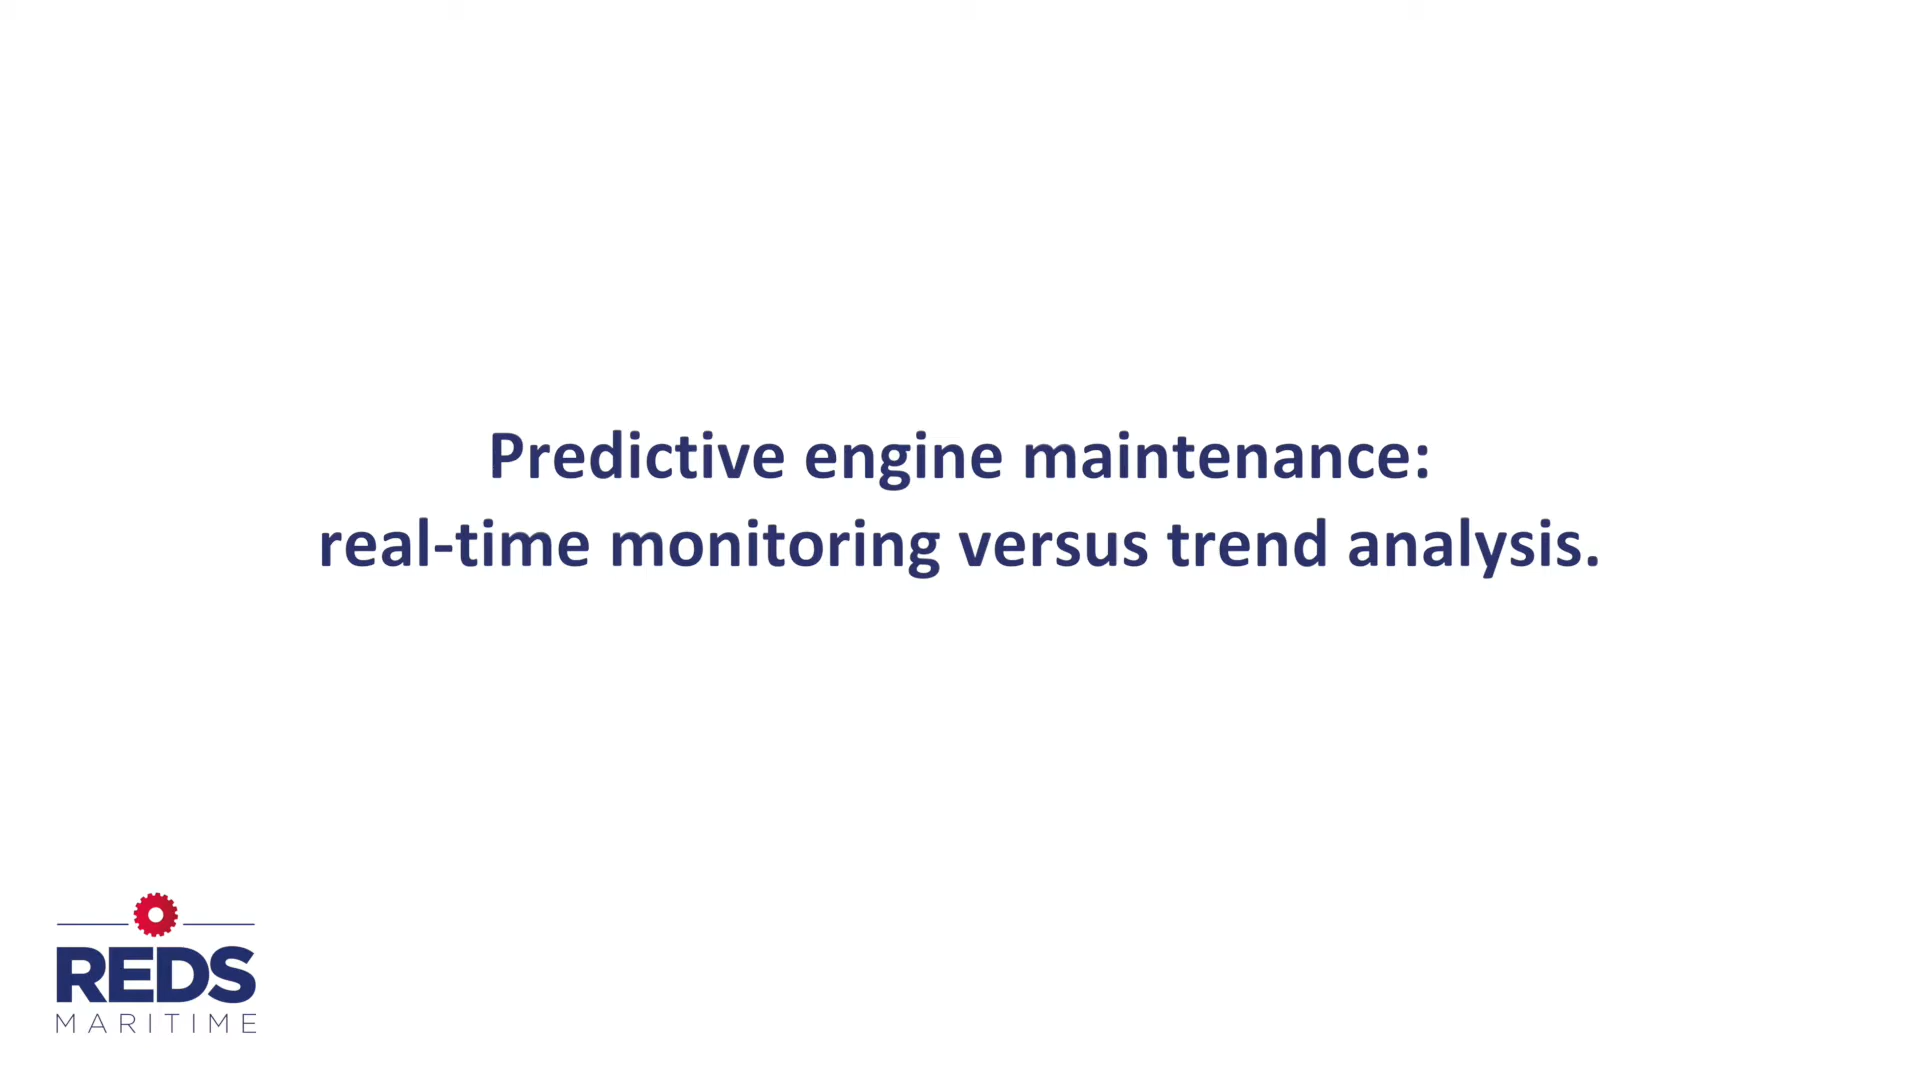 Predictive engine maintenance:
real-time monitoring versus trend analysis.
REDS
MARITIME